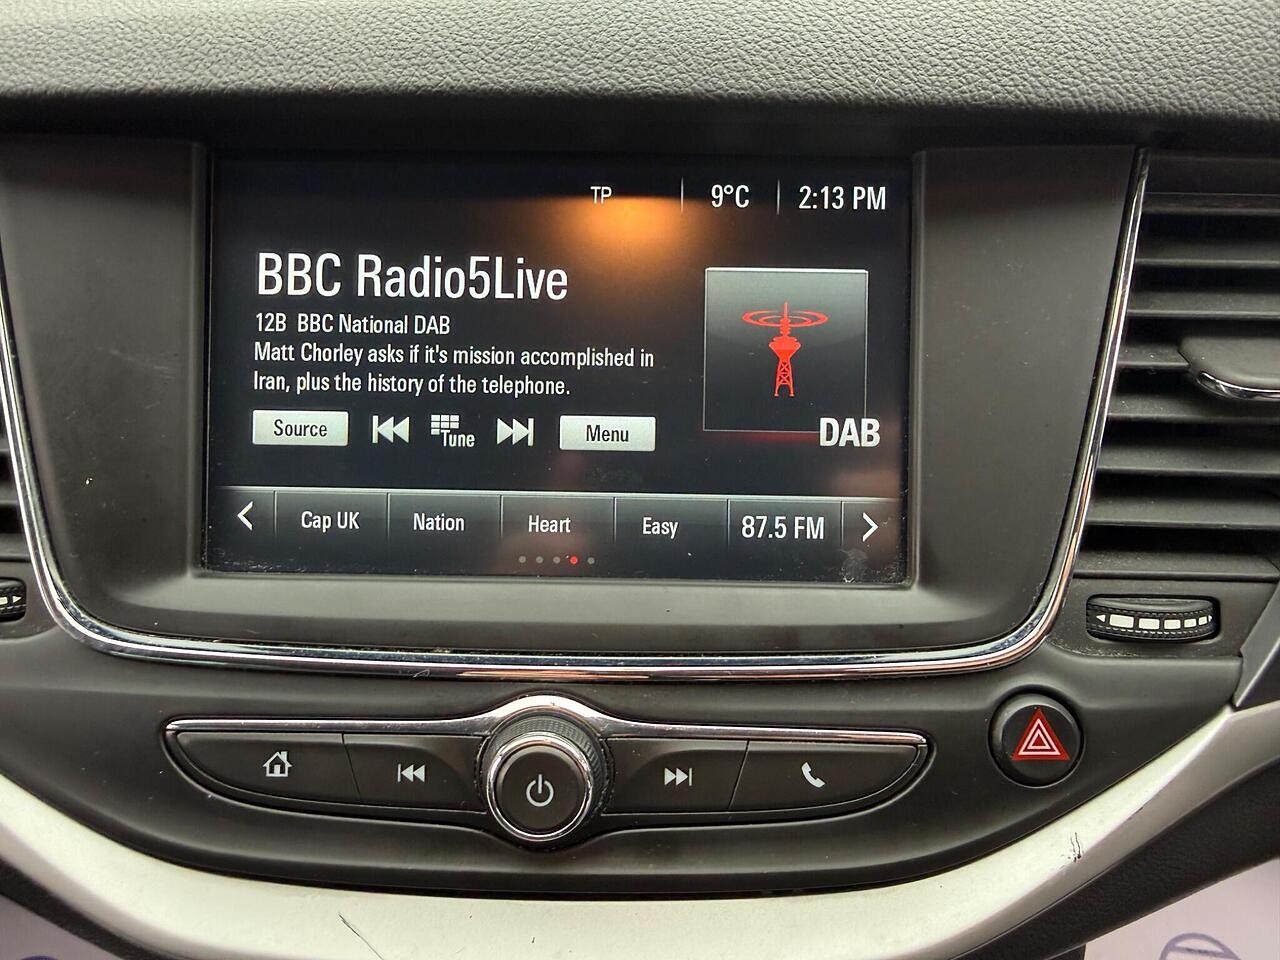 TP 9°C 2:13 PM
BBC Radio5Live
12B BBC National DAB
Matt Chorley asks if it's mission accomplished in
Iran, plus the history of the telephone.
Source Tune Menu
DAB
Cap UK Nation Heart Easy 87.5 FM